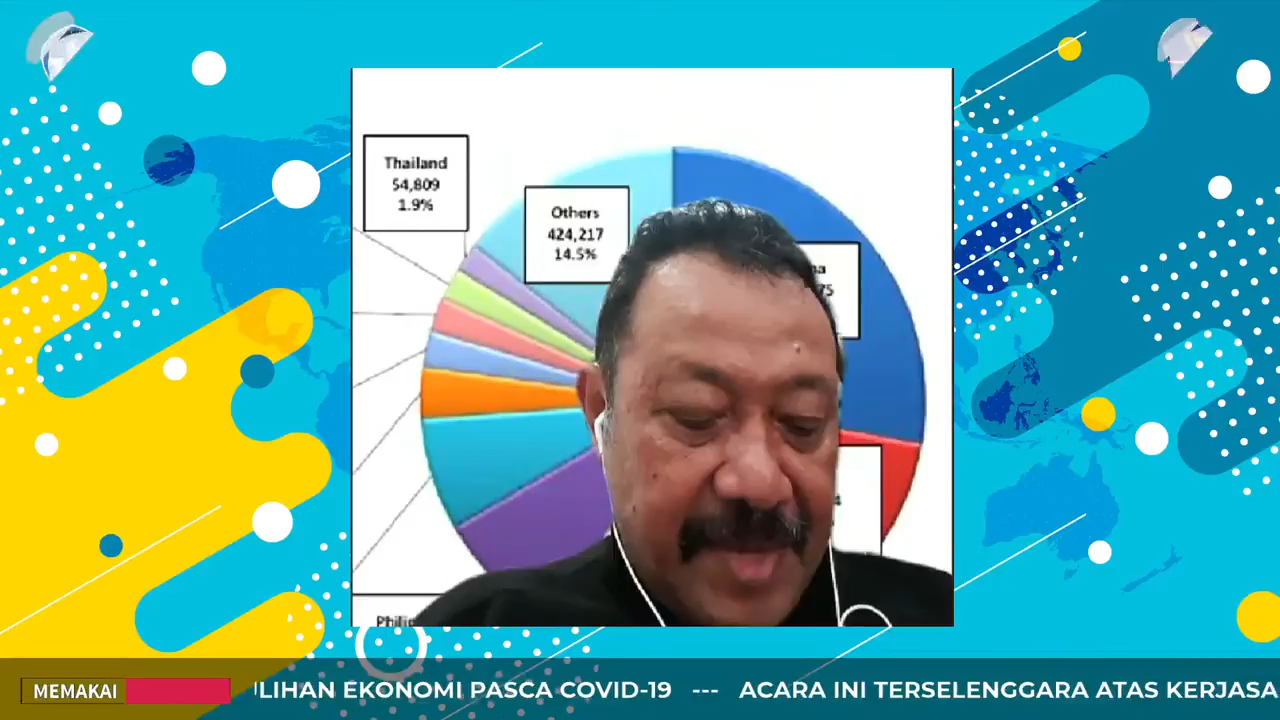 Thailand
54,809
1.9%
Others
424,217
14.5%
MEMAKAI
LIHAN EKONOMI PASCA COVID-19 --- ACARA INI TERSELENGGARA ATAS KERJASA